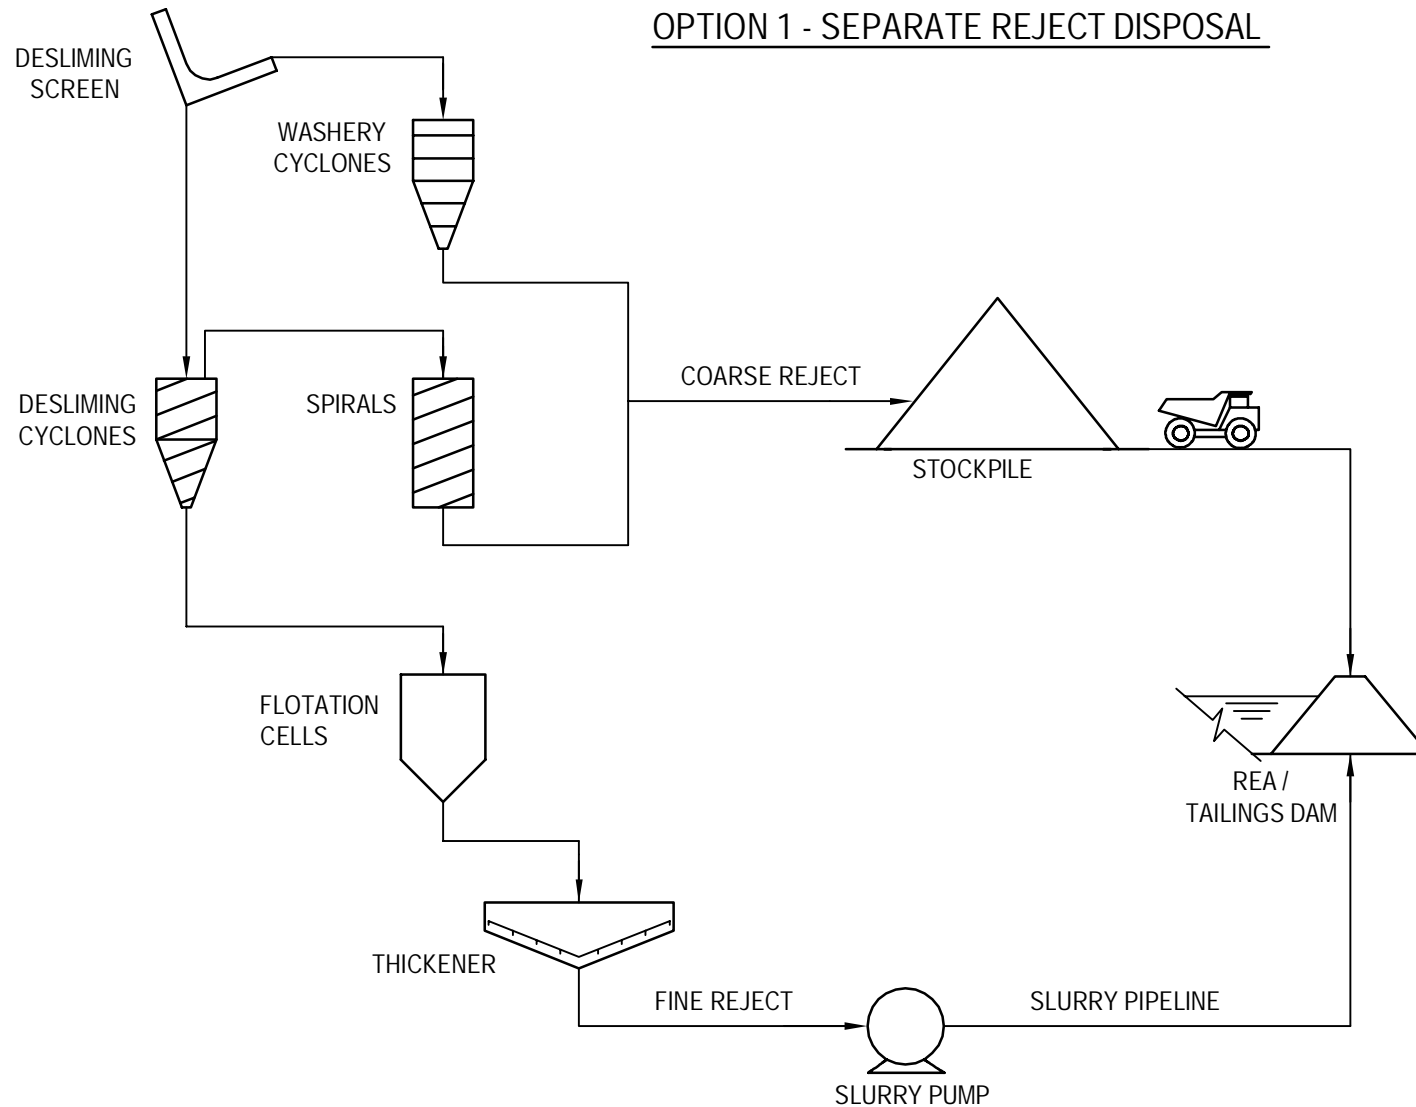 OPTION 1 - SEPARATE REJECT DISPOSAL
DESLIMING
SCREEN
WASHERY
CYCLONES
DESLIMING
CYCLONES
SPIRALS
COARSE REJECT
STOCKPILE
FLOTATION
CELLS
REA /
TAILINGS DAM
THICKENER
FINE REJECT
SLURRY PIPELINE
SLURRY PUMP